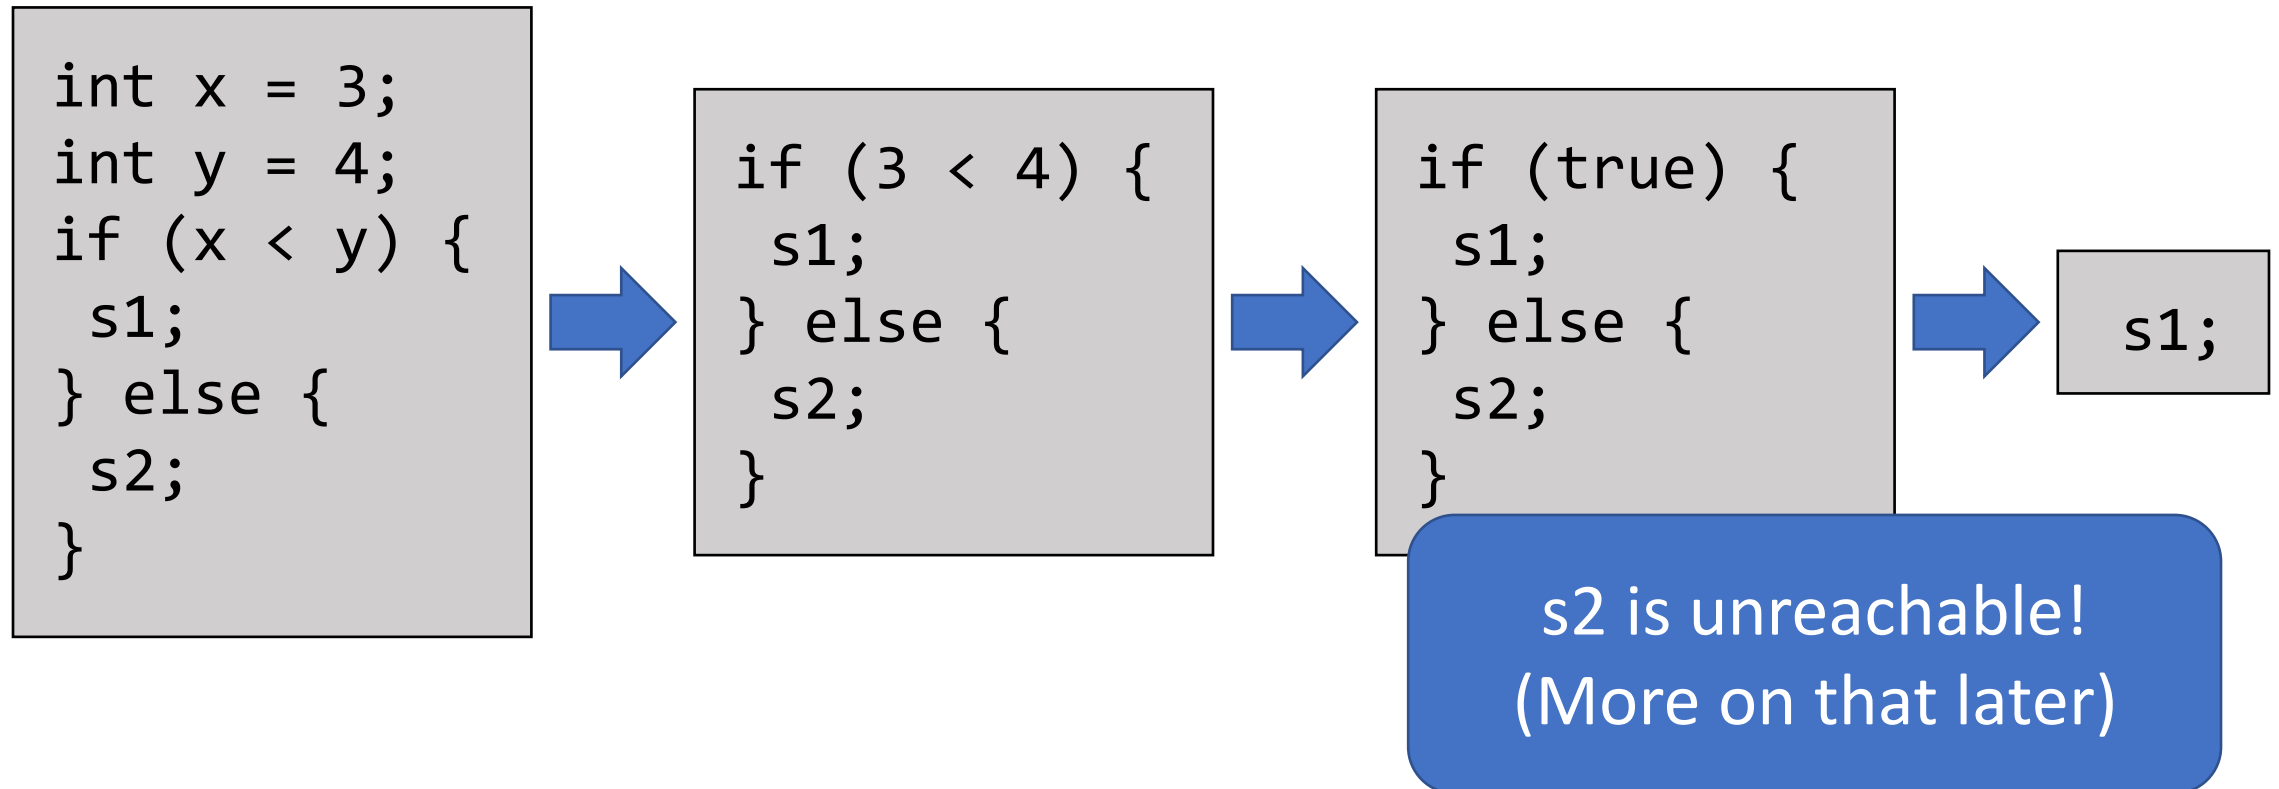 int x = 3;
int y = 4;
if (x < y) {
 s1;
} else {
 s2;
}
if (3 < 4) {
 s1;
} else {
 s2;
}
if (true) {
 s1;
} else {
 s2;
}
s1;
s2 is unreachable!
(More on that later)